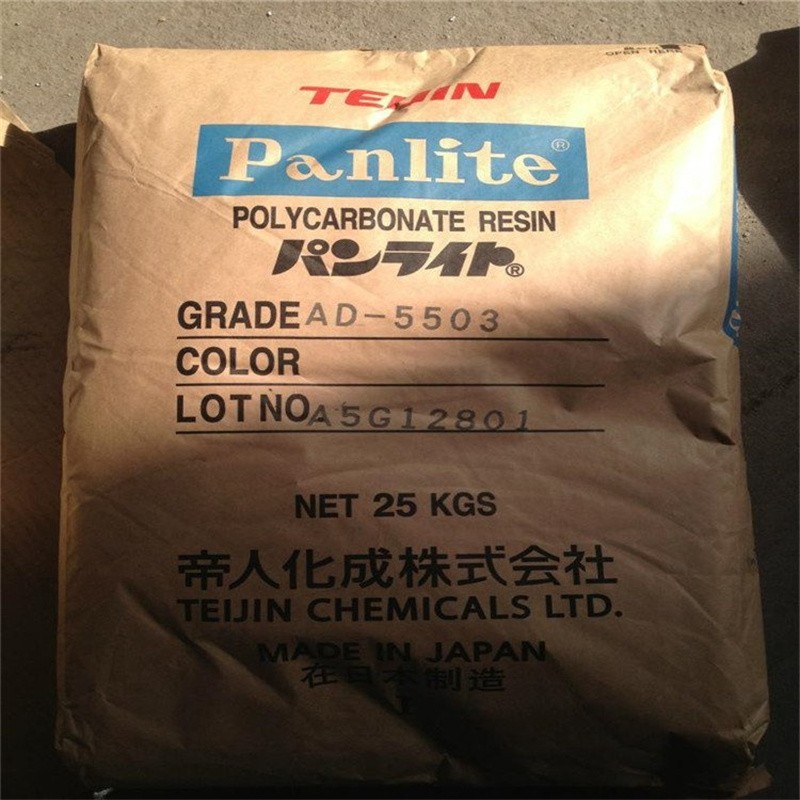 OPEN HERE
TEIJIN
Panlite®
POLYCARBONATE RESIN
パンライト®
GRADE AD-5503
COLOR
LOT NO. A5G12801
NET 25 KGS
帝人化成株式会社
TEIJIN CHEMICALS LTD.
MADE IN JAPAN
在日本制造